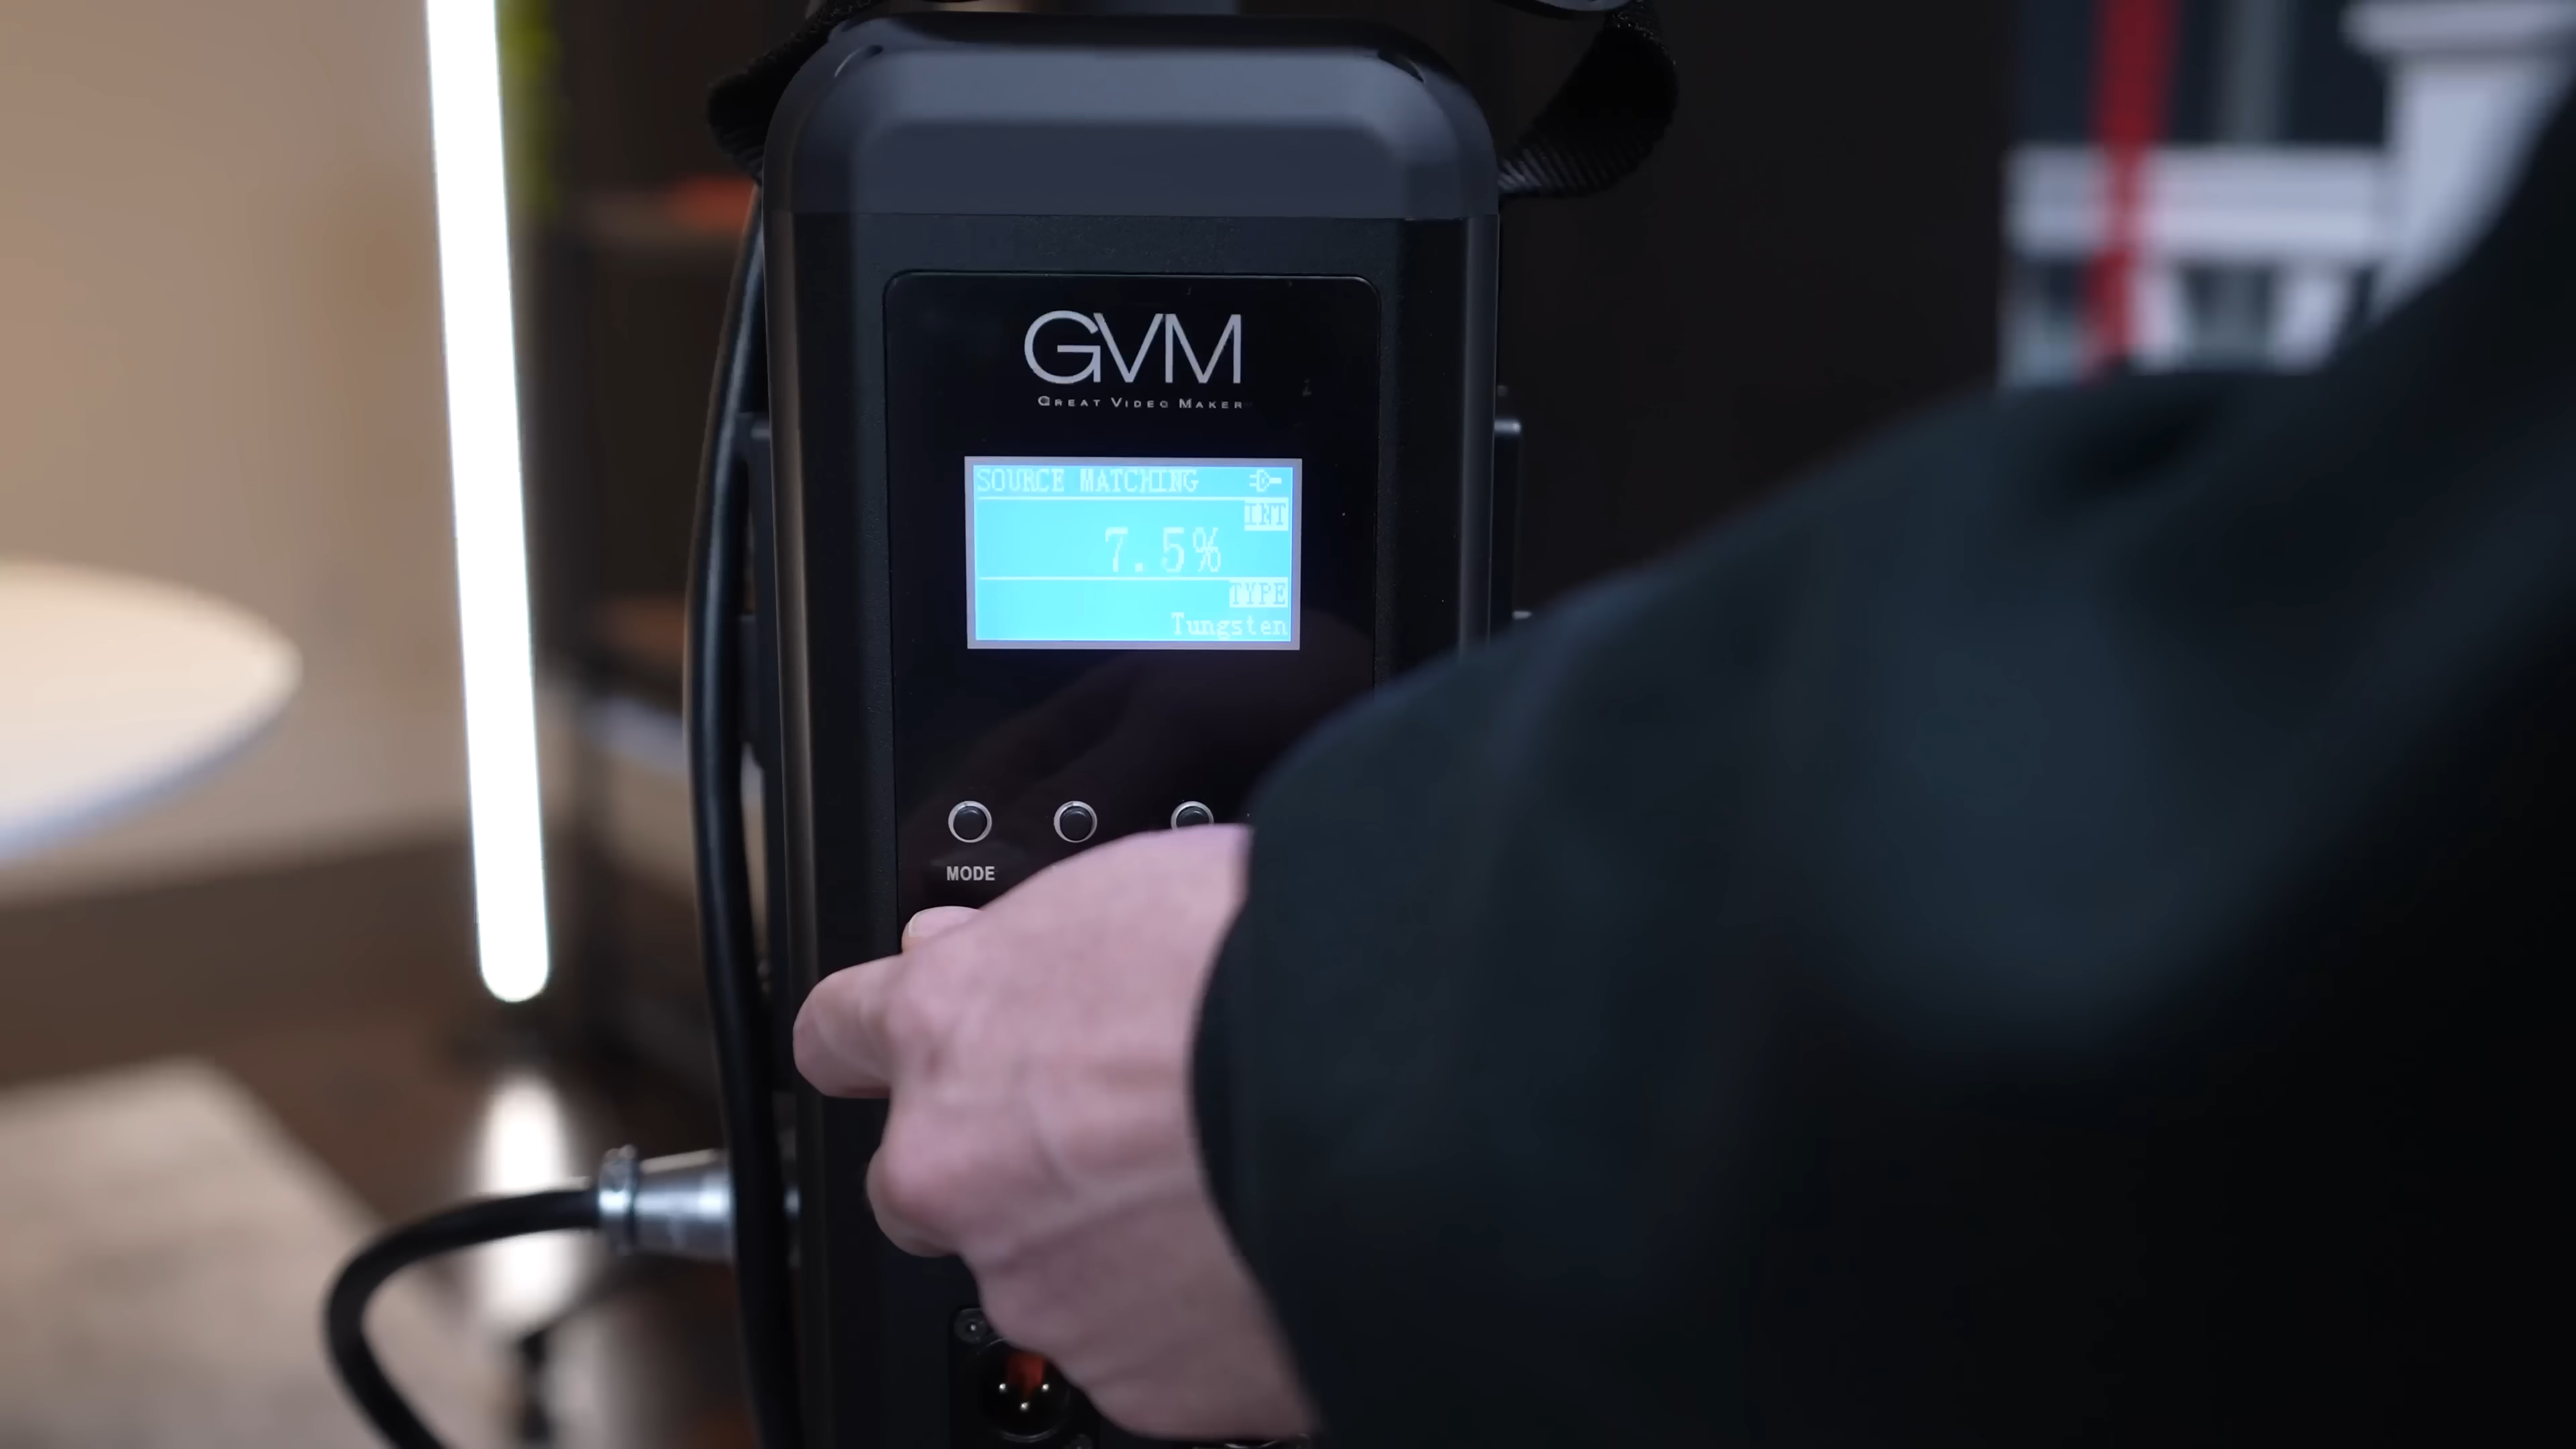 GVM
GREAT VIDEO MAKER
SOURCE MATCHING
INT
7.5%
TYPE
Tungsten
MODE